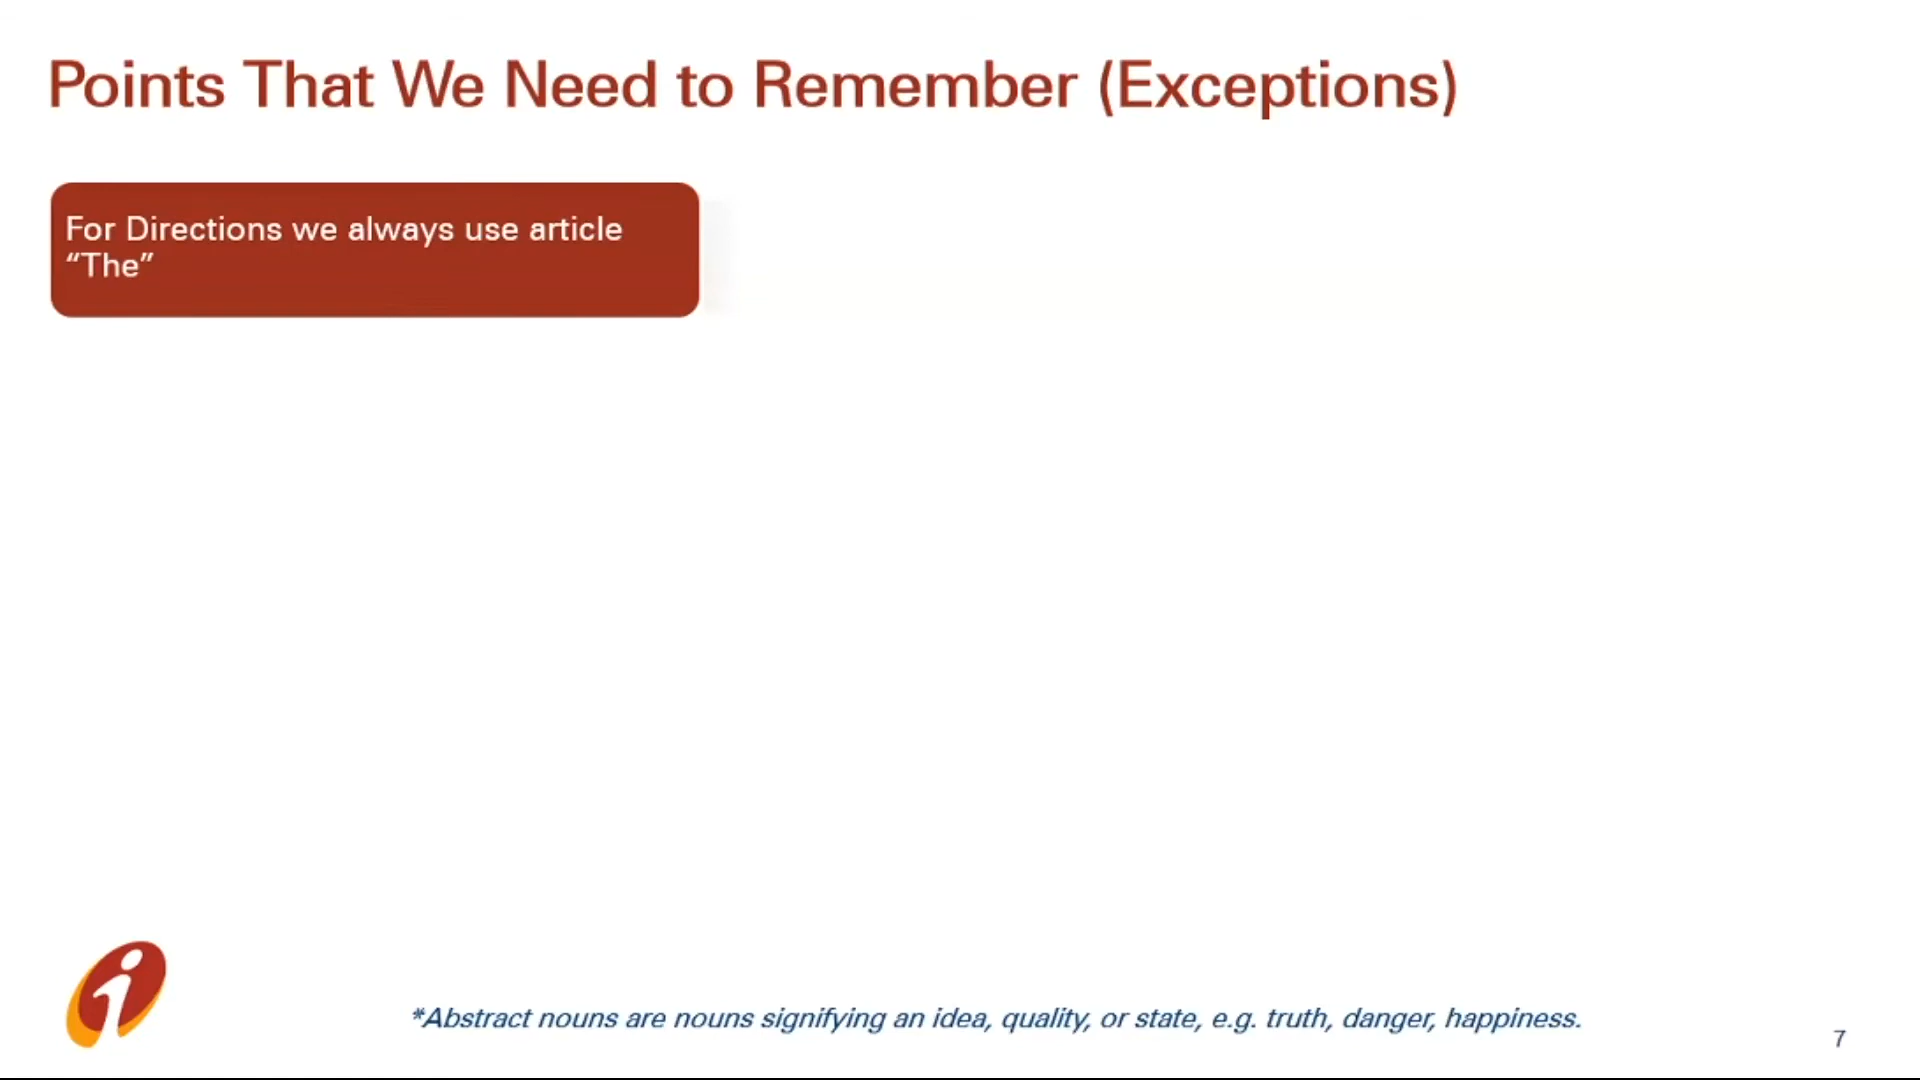 Points That We Need to Remember (Exceptions)
For Directions we always use article
“The”
*Abstract nouns are nouns signifying an idea, quality, or state, e.g. truth, danger, happiness.
7